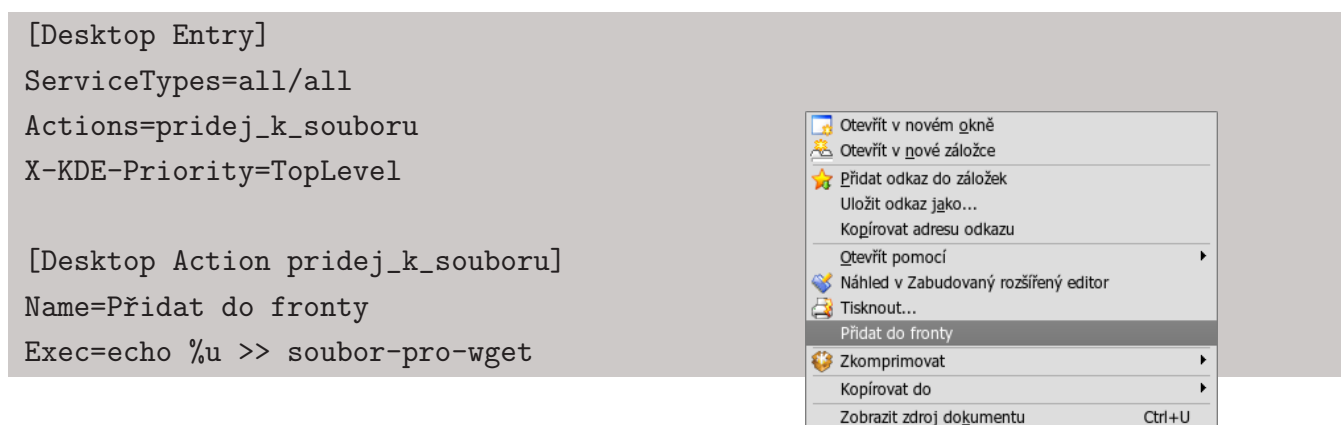 [Desktop Entry]
ServiceTypes=all/all
Actions=pridej_k_souboru
X-KDE-Priority=TopLevel
[Desktop Action pridej_k_souboru]
Name=Přidat do fronty
Exec=echo %u >> soubor-pro-wget
Otevřít v novém okně
Otevřít v nové záložce
Přidat odkaz do záložek
Uložit odkaz jako...
Kopírovat adresu odkazu
Otevřít pomocí
Náhled v Zabudovaný rozšířený editor
Tisknout...
Přidat do fronty
Zkomprimovat
Kopírovat do
Zobrazit zdroj dokumentu Ctrl+U